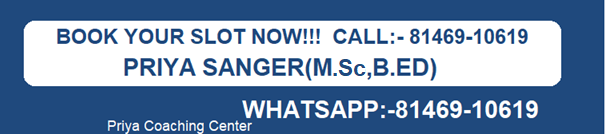 BOOK YOUR SLOT NOW!!! CALL:- 81469-10619
PRIYA SANGER(M.Sc,B.ED)
WHATSAPP:-81469-10619
Priya Coaching Center